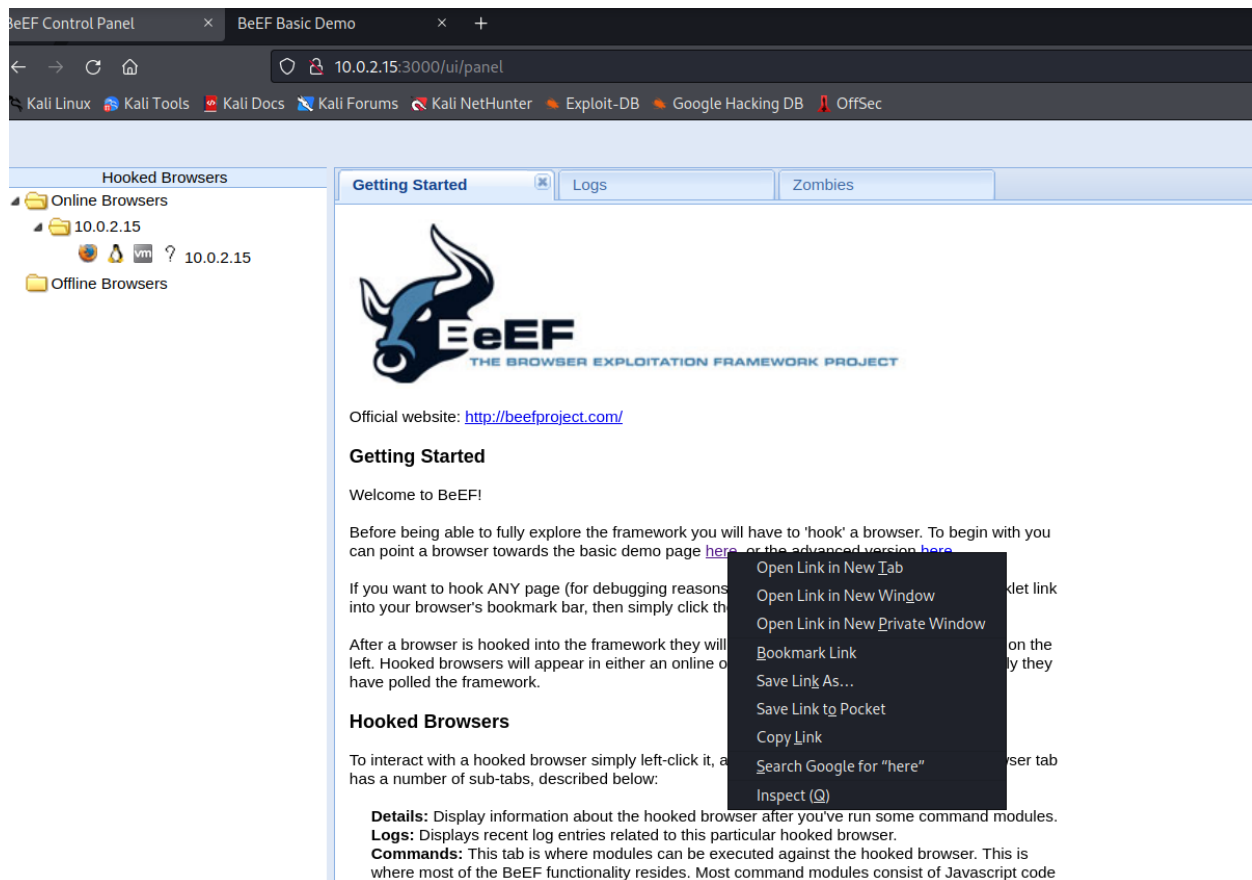 BeEF Control Panel
BeEF Basic Demo
10.0.2.15:3000/ui/panel
Kali Linux Kali Tools Kali Docs Kali Forums Kali NetHunter Exploit-DB Google Hacking DB OffSec
Hooked Browsers
Online Browsers
10.0.2.15
vm ? 10.0.2.15
Offline Browsers
Getting Started
Logs
Zombies
BeEF
THE BROWSER EXPLOITATION FRAMEWORK PROJECT
Official website: http://beefproject.com/
Getting Started
Welcome to BeEF!
Before being able to fully explore the framework you will have to 'hook' a browser. To begin with you
can point a browser towards the basic demo page here, or the advanced version here
If you want to hook ANY page (for debugging reasons link
into your browser's bookmark bar, then simply click
After a browser is hooked into the framework they will on the
left. Hooked browsers will appear in either an online they
have polled the framework.
Hooked Browsers
To interact with a hooked browser simply left-click it, tab
has a number of sub-tabs, described below:
Details: Display information about the hooked browser after you've run some command modules.
Logs: Displays recent log entries related to this particular hooked browser.
Commands: This tab is where modules can be executed against the hooked browser. This is
where most of the BeEF functionality resides. Most command modules consist of Javascript code
Open Link in New Tab
Open Link in New Window
Open Link in New Private Window
Bookmark Link
Save Link As…
Save Link to Pocket
Copy Link
Search Google for “here”
Inspect (Q)